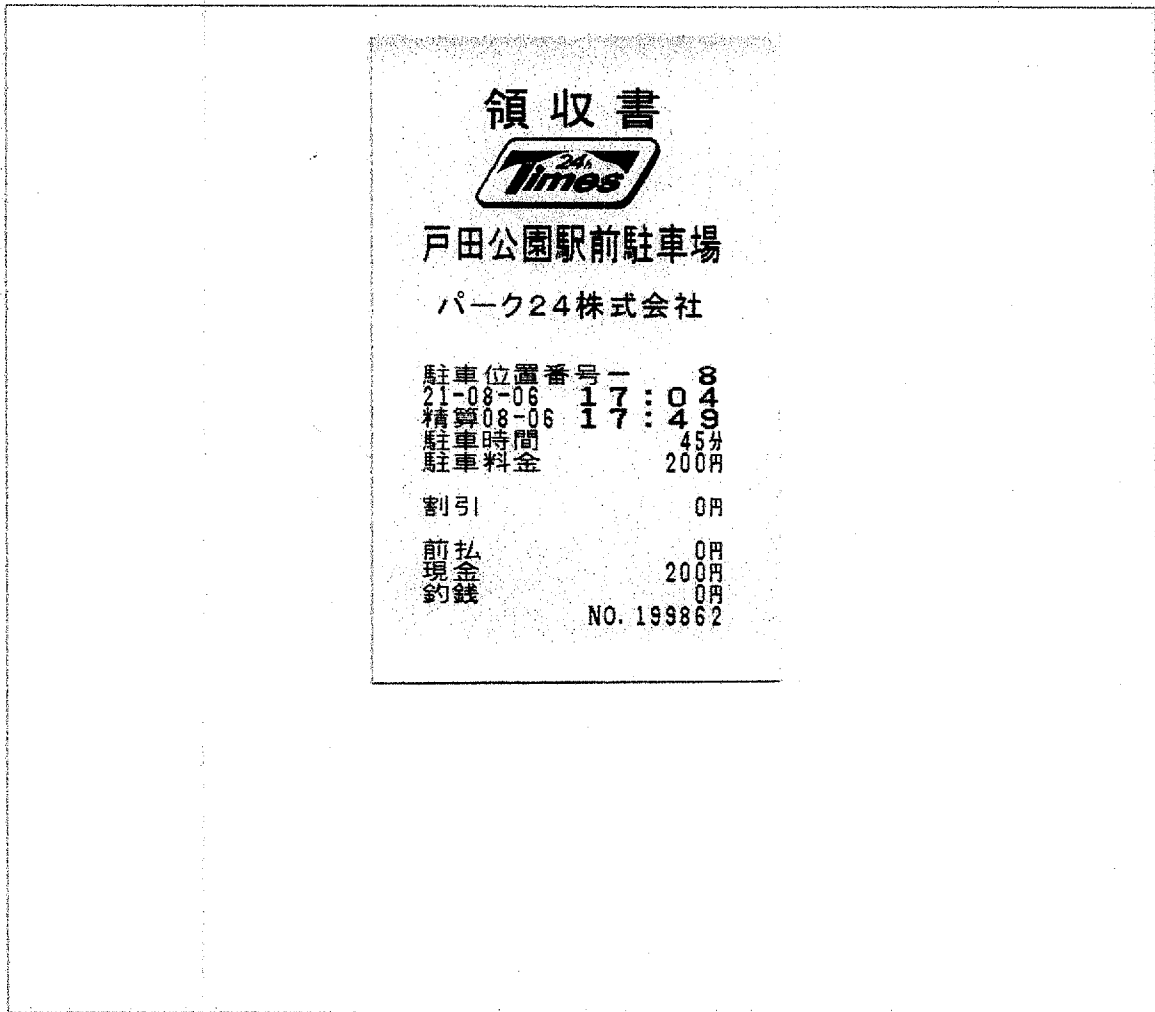 領収書
24h
Times
戸田公園駅前駐車場
パーク24株式会社
駐車位置番号ー 8
21-08-06 17:04
精算08-06 17:49
駐車時間 45分
駐車料金 200円
割引 0円
前払 0円
現金 200円
釣銭 0円
NO.199862